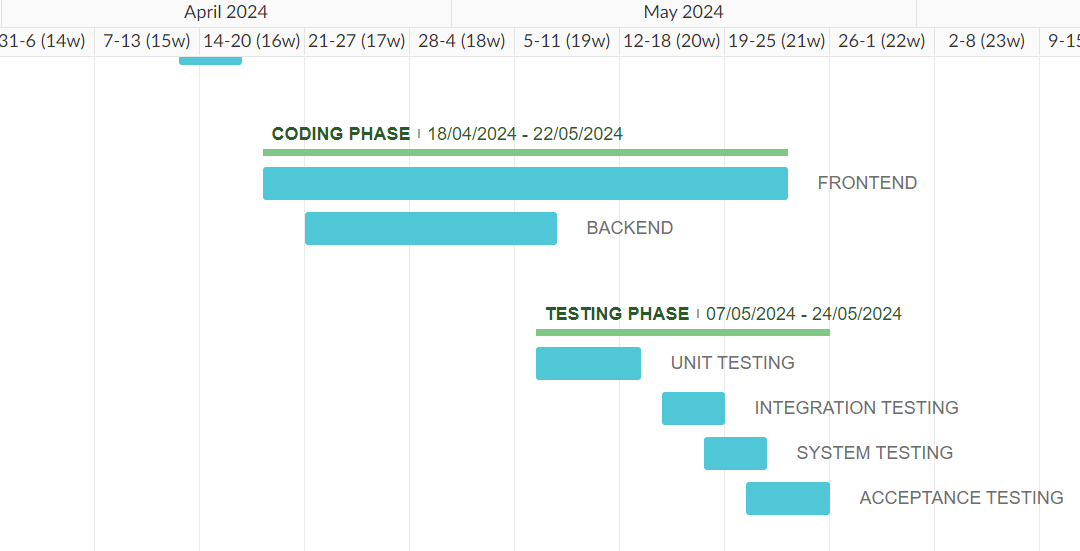 April 2024 May 2024
31-6 (14w) 7-13 (15w) 14-20 (16w) 21-27 (17w) 28-4 (18w) 5-11 (19w) 12-18 (20w) 19-25 (21w) 26-1 (22w) 2-8 (23w) 9-15
CODING PHASE | 18/04/2024 - 22/05/2024
FRONTEND
BACKEND
TESTING PHASE | 07/05/2024 - 24/05/2024
UNIT TESTING
INTEGRATION TESTING
SYSTEM TESTING
ACCEPTANCE TESTING